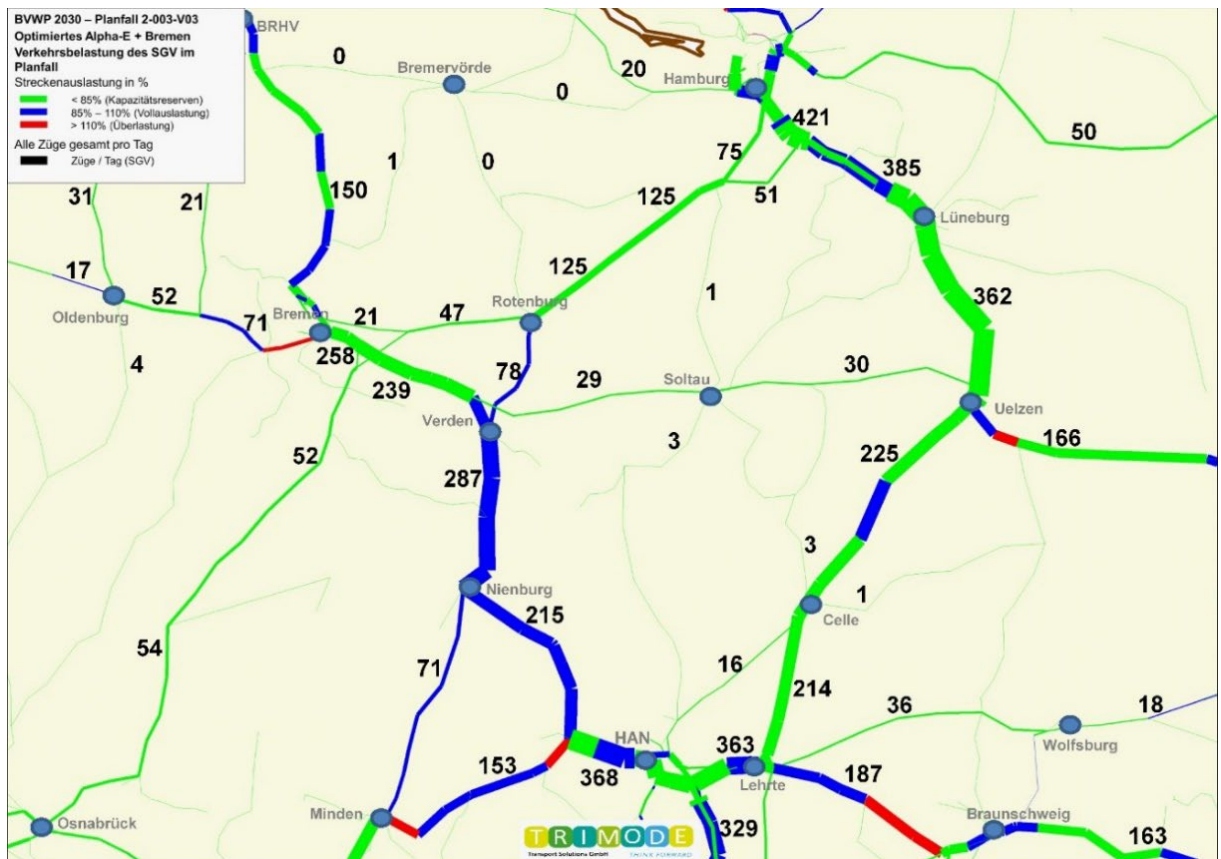 BVWP 2030 – Planfall 2-003-V03
Optimiertes Alpha-E + Bremen
Verkehrsbelastung des SGV im
Planfall
Streckenauslastung in %
< 85% (Kapazitätsreserven)
85% – 110% (Vollauslastung)
> 110% (Überlastung)
Alle Züge gesamt pro Tag
Züge / Tag (SGV)
BRHV
0
Bremervörde
20
0
Hamburg
421
50
1
0
75
385
31
21
150
125
51
Lüneburg
17
52
125
1
362
Oldenburg
71
Bremen
21
47
Rotenburg
258
4
239
78
29
Soltau
30
Uelzen
Verden
3
225
166
52
287
3
Nienburg
215
1
Celle
54
71
16
214
36
18
HAN
363
Wolfsburg
153
368
Lehrte
187
Minden
Osnabrück
329
Braunschweig
163
TRIMODE
Transport Solutions GmbH
THINK FORWARD